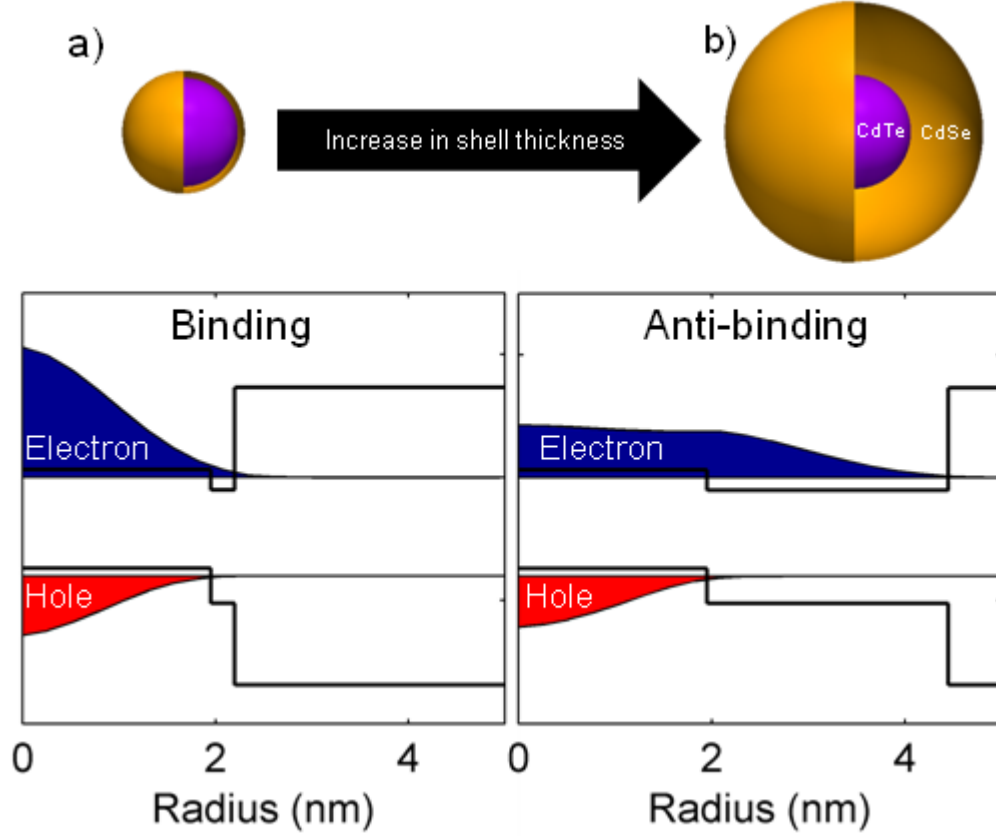 a)
b)
Increase in shell thickness
CdTe
CdSe
Binding
Anti-binding
Electron
Electron
Hole
Hole
0
2
4
0
2
4
Radius (nm)
Radius (nm)